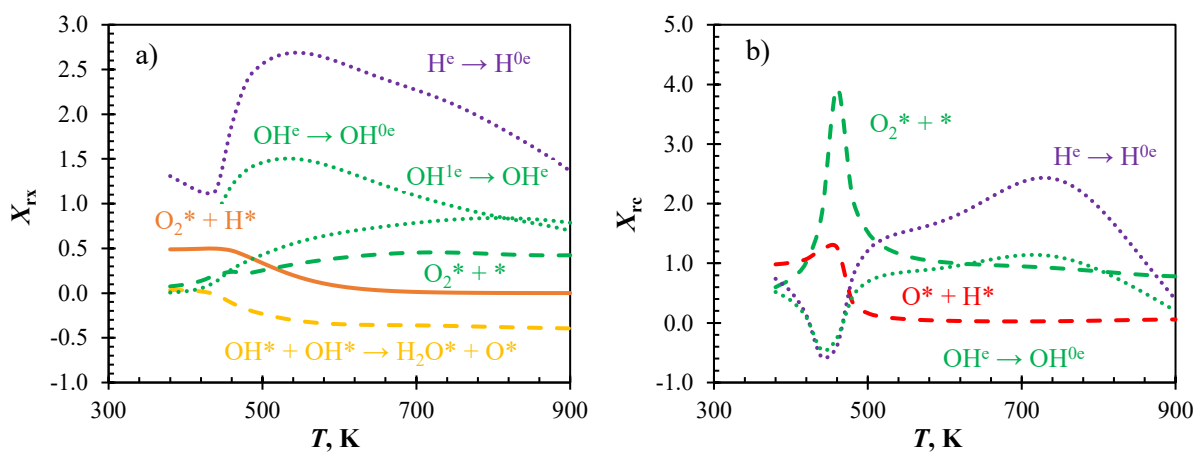 a)
X_rx
3.0
2.5
2.0
1.5
1.0
0.5
0.0
-0.5
-1.0
Hᵉ → H⁰ᵉ
OHᵉ → OH⁰ᵉ
OH¹ᵉ → OHᵉ
O₂* + H*
O₂* + *
OH* + OH* → H₂O* + O*
300 500 700 900
T, K
b)
X_rc
5.0
4.0
3.0
2.0
1.0
0.0
-1.0
O₂* + *
Hᵉ → H⁰ᵉ
O* + H*
OHᵉ → OH⁰ᵉ
300 500 700 900
T, K